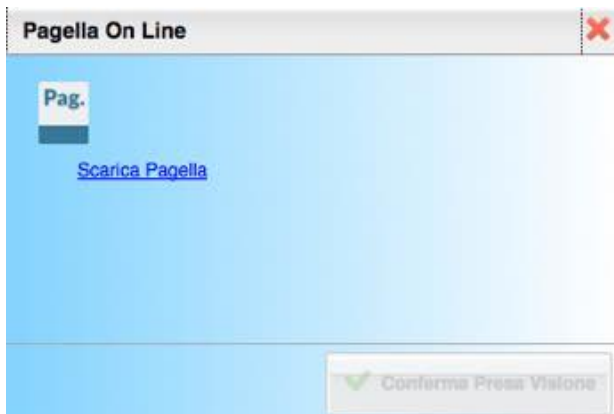 Pagella On Line
Pag.
Scarica Pagella
Conferma Presa Visione